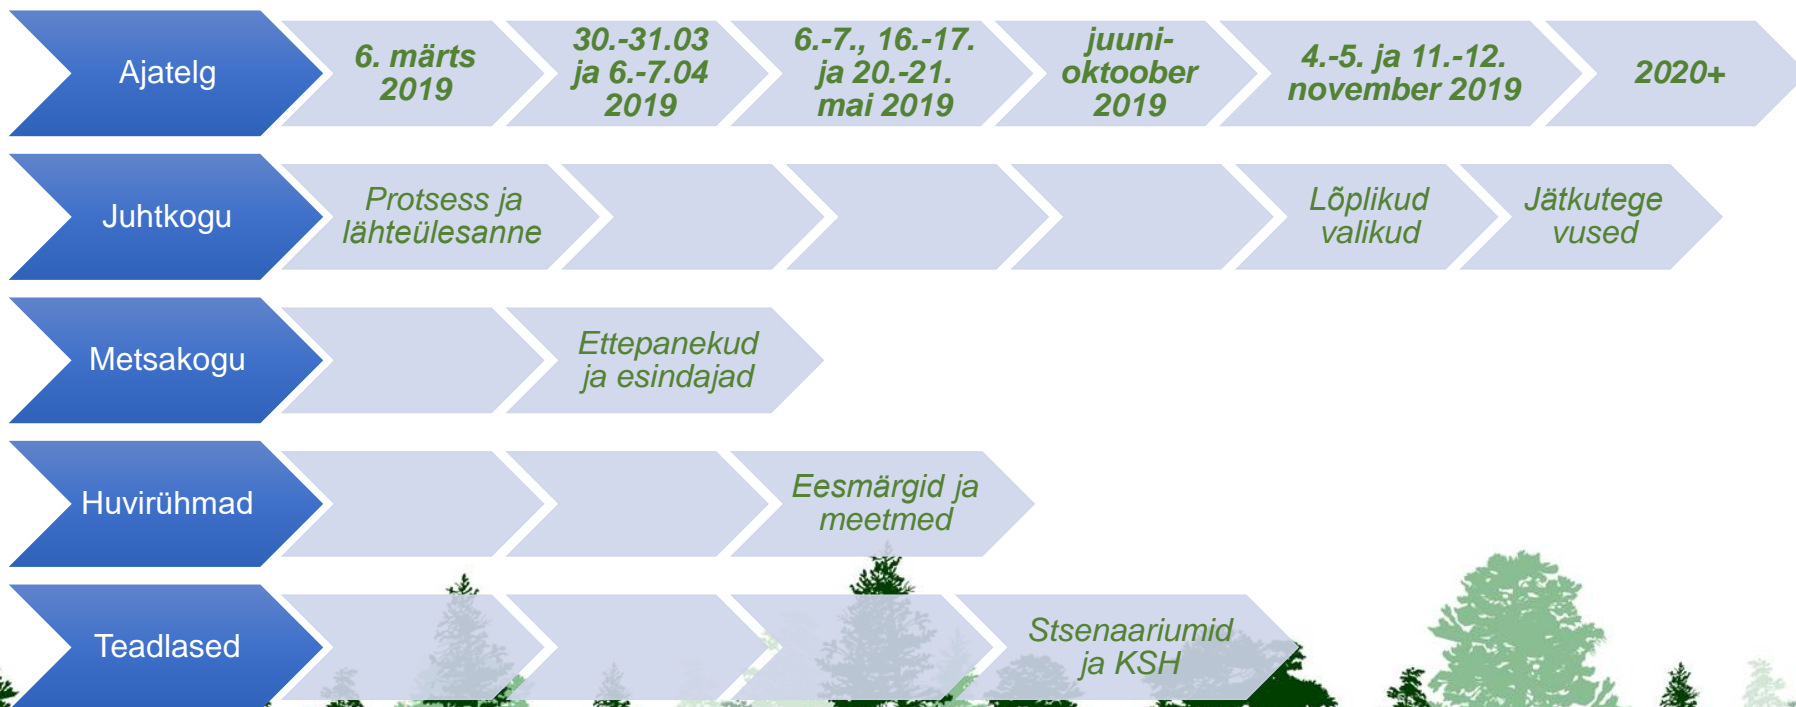 Ajatelg
6. märts
2019
30.-31.03
ja 6.-7.04
2019
6.-7., 16.-17.
ja 20.-21.
mai 2019
juuni-
oktoober
2019
4.-5. ja 11.-12.
november 2019
2020+
Juhtkogu
Protsess ja
lähteülesanne
Lõplikud
valikud
Jätkutege
vused
Metsakogu
Ettepanekud
ja esindajad
Huvirühmad
Eesmärgid ja
meetmed
Teadlased
Stsenaariumid
ja KSH